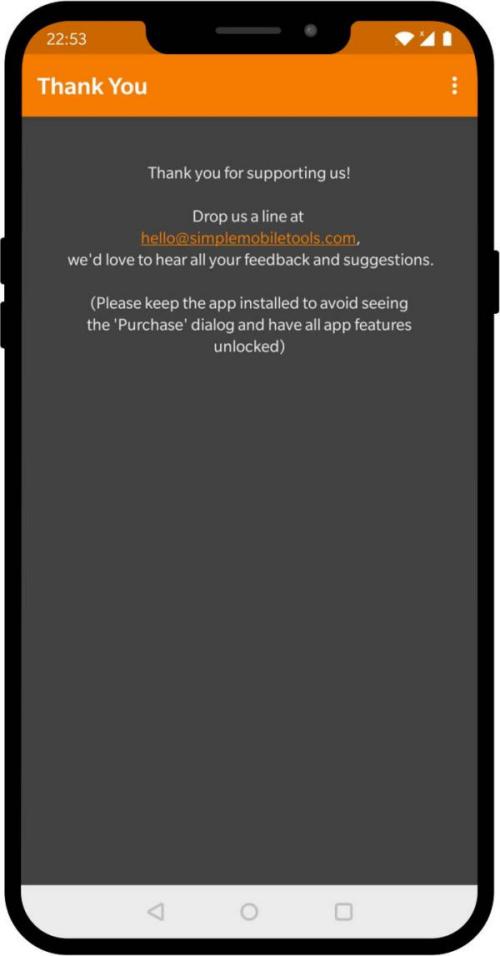 22:53
Thank You
Thank you for supporting us!
Drop us a line at
hello@simplemobiletools.com,
we'd love to hear all your feedback and suggestions.
(Please keep the app installed to avoid seeing
the 'Purchase' dialog and have all app features
unlocked)